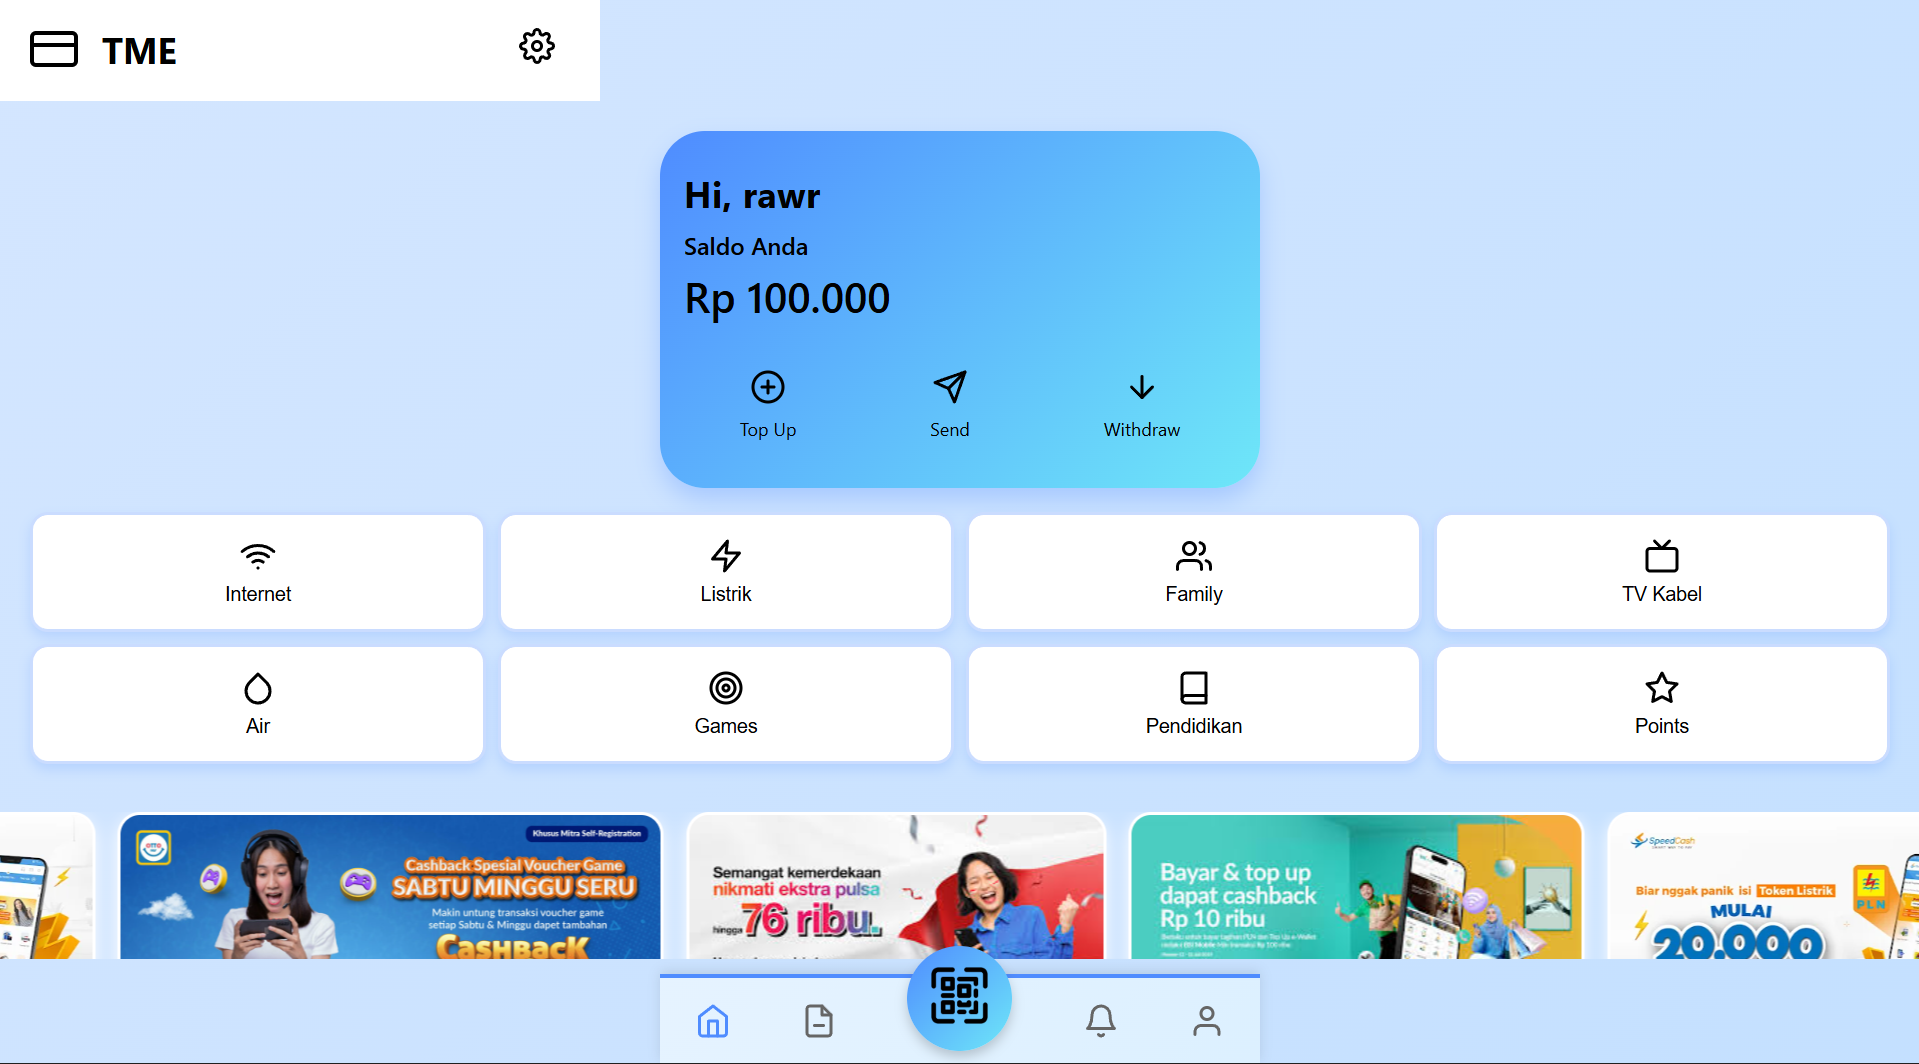 TME
Hi, rawr
Saldo Anda
Rp 100.000
Top Up
Send
Withdraw
Internet
Listrik
Family
TV Kabel
Air
Games
Pendidikan
Points
Khusus Mitra Self-Registration
OTTO
Cashback Spesial Voucher Game
SABTU MINGGU SERU
Makin untung transaksi voucher game
setiap Sabtu & Minggu dapat tambahan
CASHBACK
Semangat kemerdekaan
nikmati ekstra pulsa
hingga 76 ribu.
Bayar & top up
dapat cashback
Rp 10 ribu
SpeedCash
Biar nggak panik isi Token Listrik
MULAI
20.000
PLN